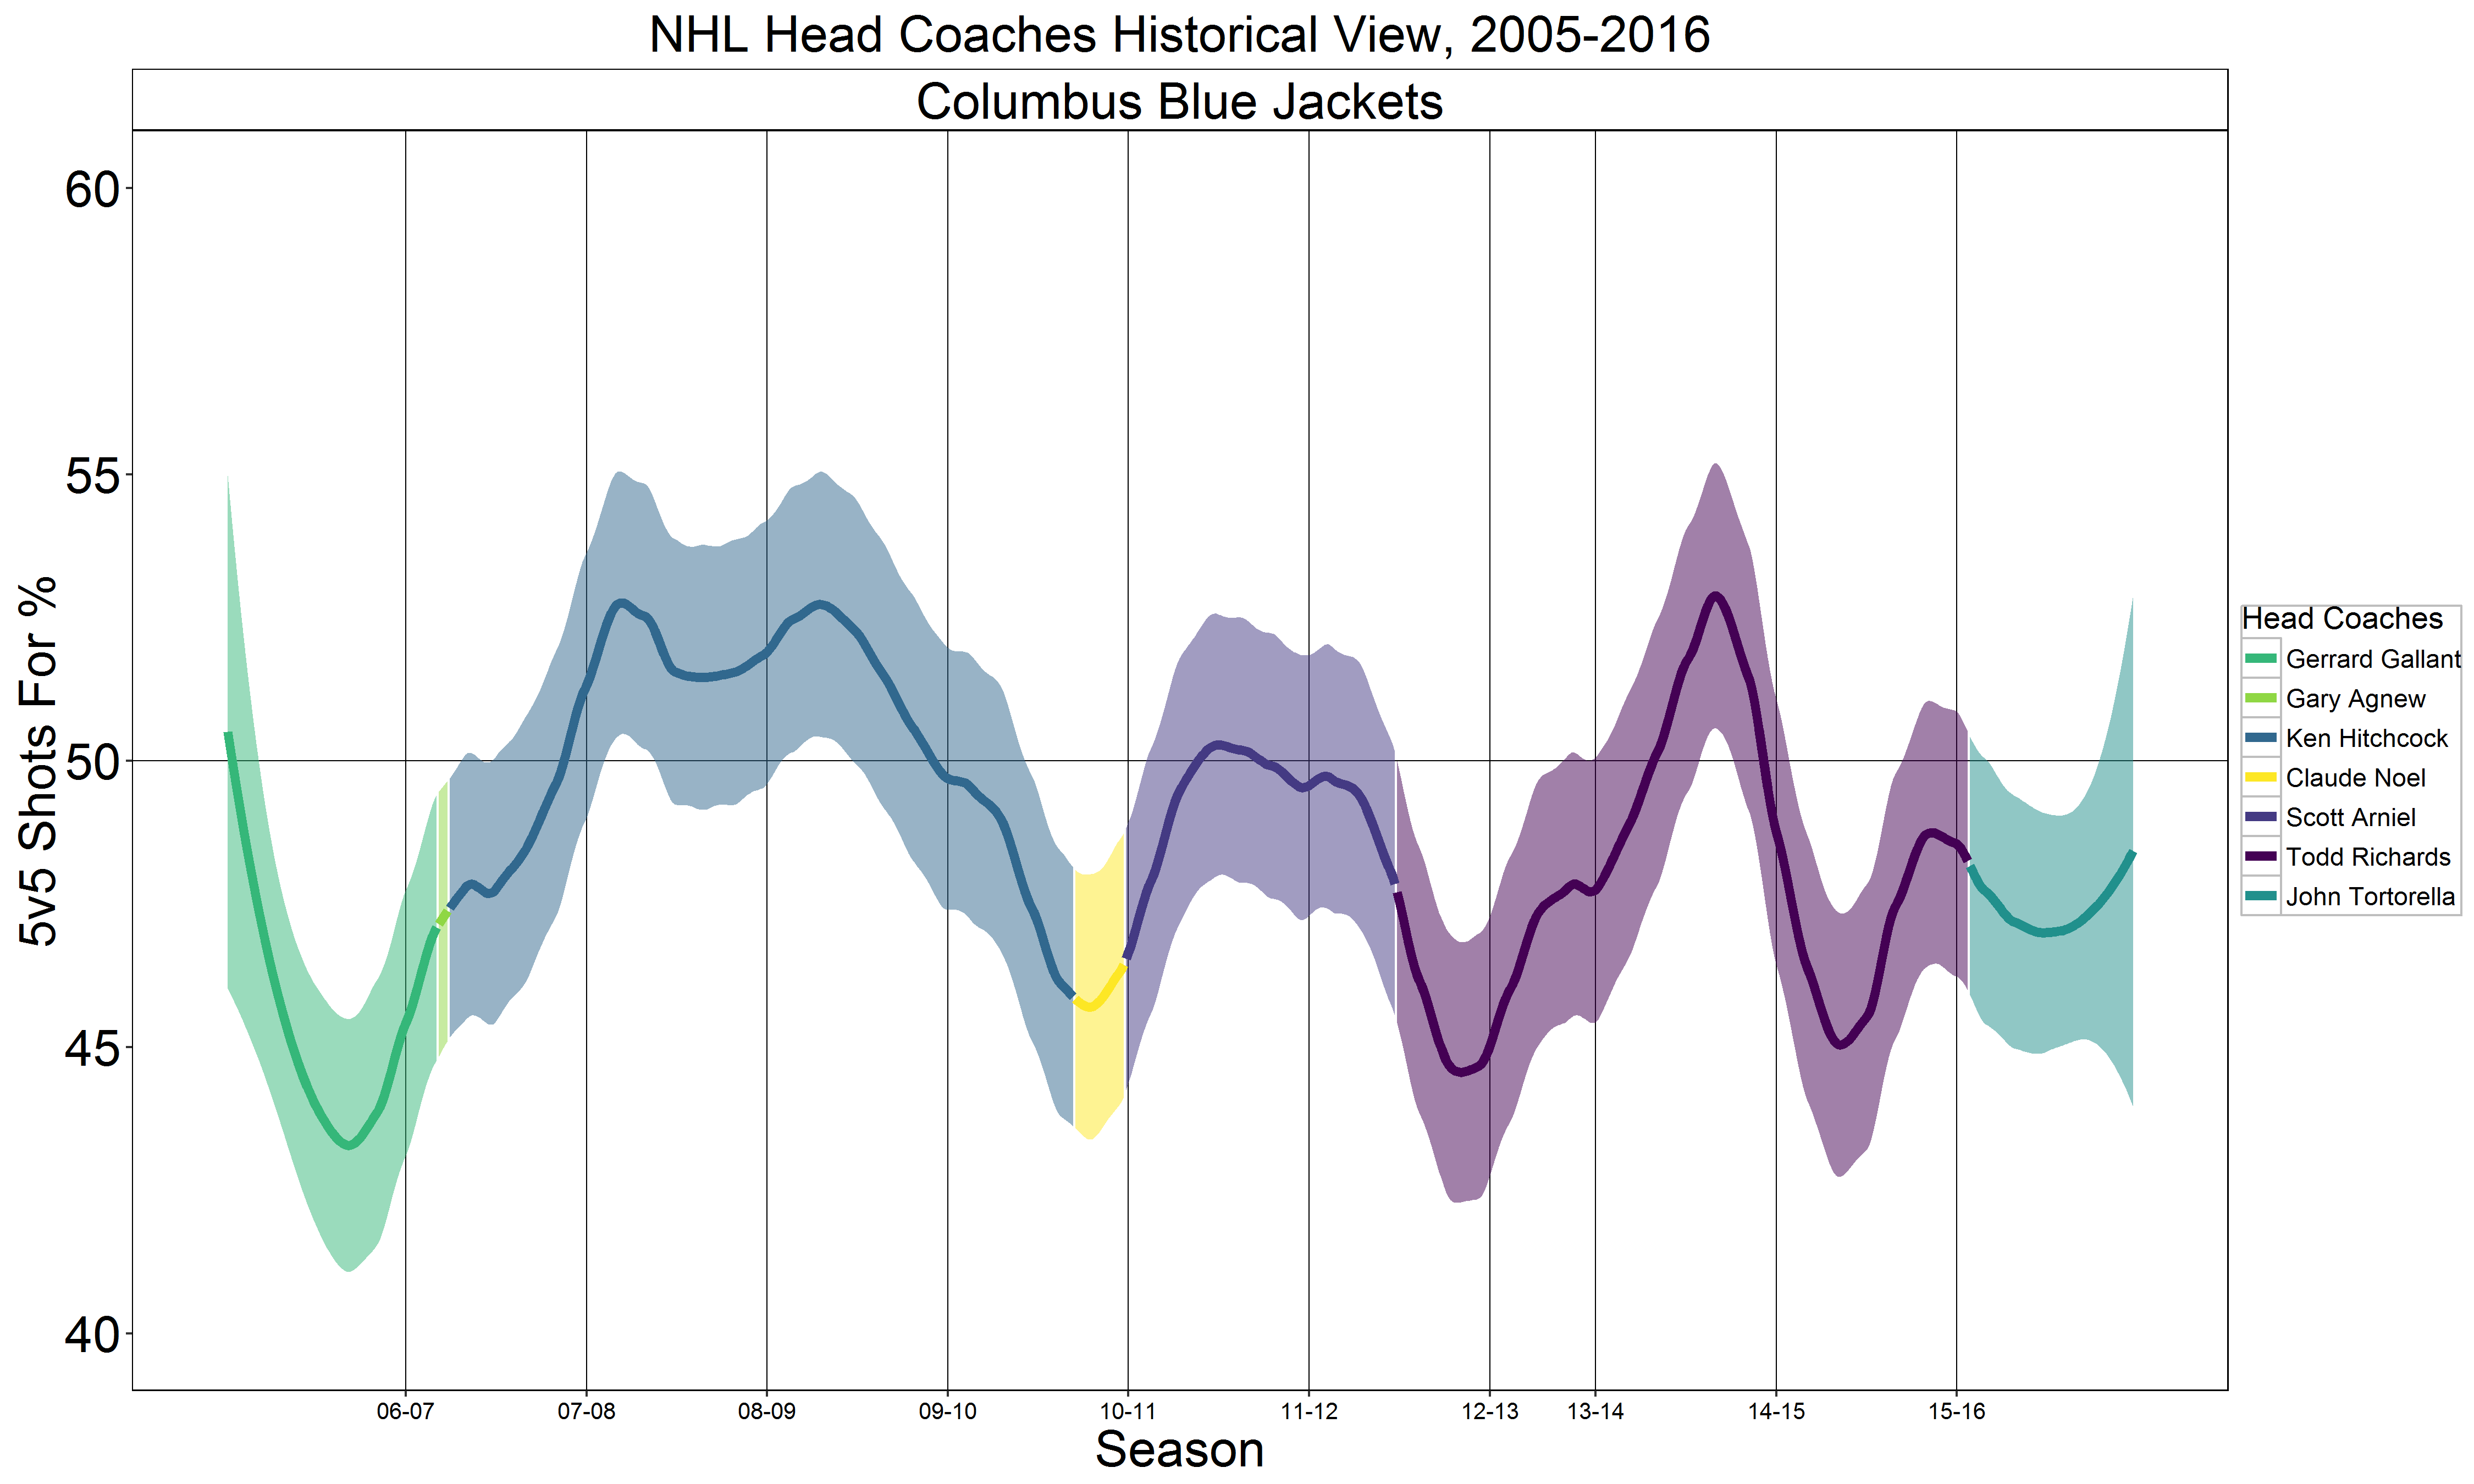 NHL Head Coaches Historical View, 2005-2016
Columbus Blue Jackets
60
55
50
45
40
5v5 Shots For %
06-07 07-08 08-09 09-10 10-11 11-12 12-13 13-14 14-15 15-16
Season
Head Coaches
Gerrard Gallant
Gary Agnew
Ken Hitchcock
Claude Noel
Scott Arniel
Todd Richards
John Tortorella